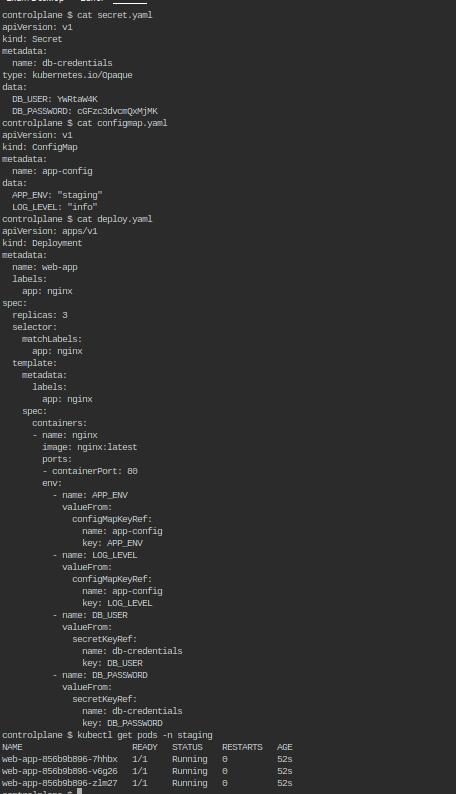 controlplane $ cat secret.yaml
apiVersion: v1
kind: Secret
metadata:
  name: db-credentials
type: kubernetes.io/Opaque
data:
  DB_USER: YWRtaW4K
  DB_PASSWORD: cGFzc3dvcmQxMjMK
controlplane $ cat configmap.yaml
apiVersion: v1
kind: ConfigMap
metadata:
  name: app-config
data:
  APP_ENV: "staging"
  LOG_LEVEL: "info"
controlplane $ cat deploy.yaml
apiVersion: apps/v1
kind: Deployment
metadata:
  name: web-app
  labels:
    app: nginx
spec:
  replicas: 3
  selector:
    matchLabels:
      app: nginx
  template:
    metadata:
      labels:
        app: nginx
    spec:
      containers:
      - name: nginx
        image: nginx:latest
        ports:
        - containerPort: 80
        env:
          - name: APP_ENV
            valueFrom:
              configMapKeyRef:
                name: app-config
                key: APP_ENV
          - name: LOG_LEVEL
            valueFrom:
              configMapKeyRef:
                name: app-config
                key: LOG_LEVEL
          - name: DB_USER
            valueFrom:
              secretKeyRef:
                name: db-credentials
                key: DB_USER
          - name: DB_PASSWORD
            valueFrom:
              secretKeyRef:
                name: db-credentials
                key: DB_PASSWORD
controlplane $ kubectl get pods -n staging
NAME                       READY   STATUS    RESTARTS   AGE
web-app-856b9b896-7hhbx   1/1     Running   0          52s
web-app-856b9b896-v6g26   1/1     Running   0          52s
web-app-856b9b896-zlm27   1/1     Running   0          52s
controlplane $